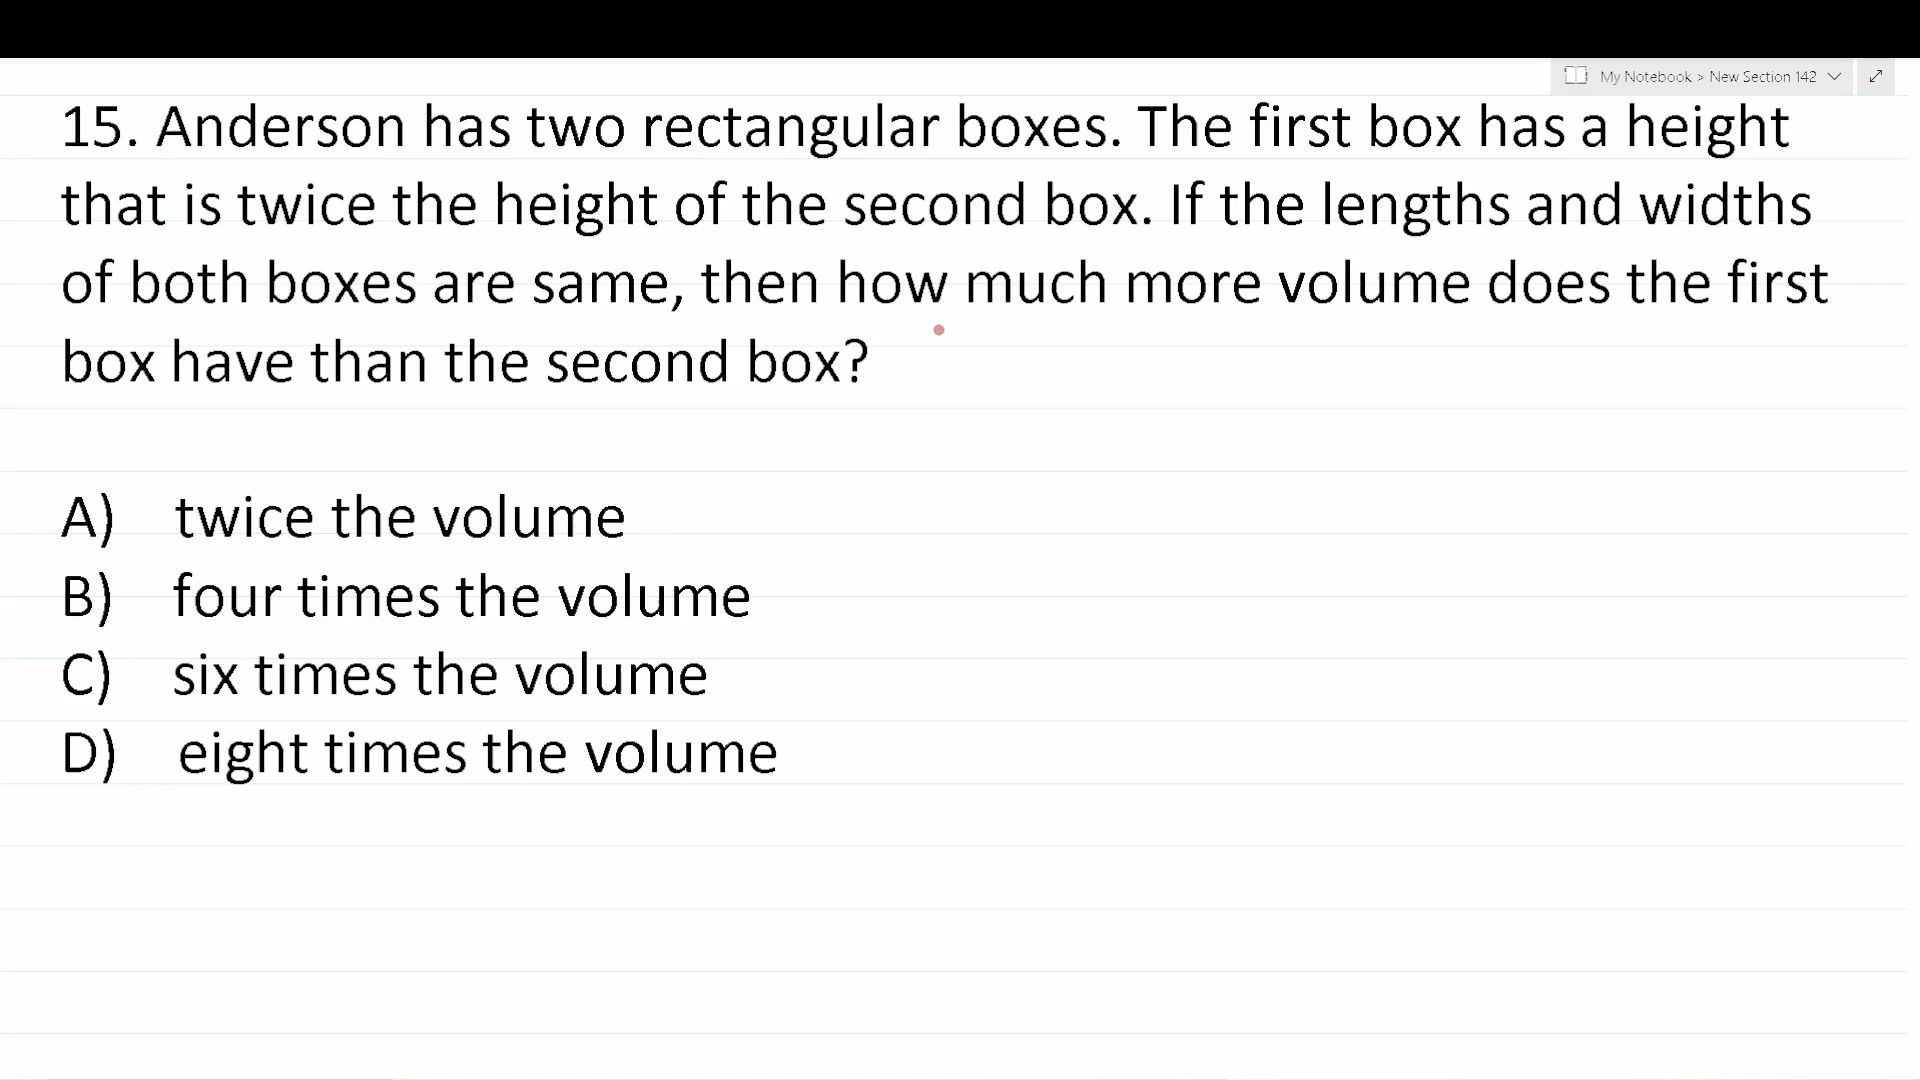 My Notebook > New Section 142
15. Anderson has two rectangular boxes. The first box has a height
that is twice the height of the second box. If the lengths and widths
of both boxes are same, then how much more volume does the first
box have than the second box?
A) twice the volume
B) four times the volume
C) six times the volume
D) eight times the volume